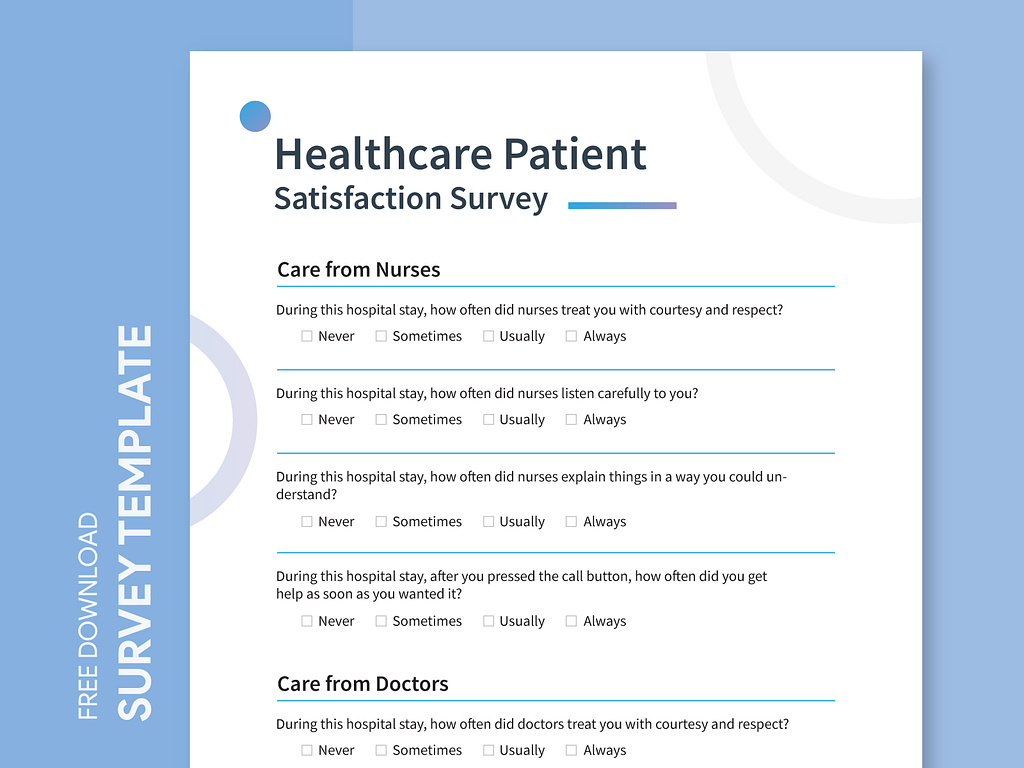 FREE DOWNLOAD
SURVEY TEMPLATE
Healthcare Patient
Satisfaction Survey
Care from Nurses
During this hospital stay, how often did nurses treat you with courtesy and respect?
☐ Never ☐ Sometimes ☐ Usually ☐ Always
During this hospital stay, how often did nurses listen carefully to you?
☐ Never ☐ Sometimes ☐ Usually ☐ Always
During this hospital stay, how often did nurses explain things in a way you could un-
derstand?
☐ Never ☐ Sometimes ☐ Usually ☐ Always
During this hospital stay, after you pressed the call button, how often did you get
help as soon as you wanted it?
☐ Never ☐ Sometimes ☐ Usually ☐ Always
Care from Doctors
During this hospital stay, how often did doctors treat you with courtesy and respect?
☐ Never ☐ Sometimes ☐ Usually ☐ Always